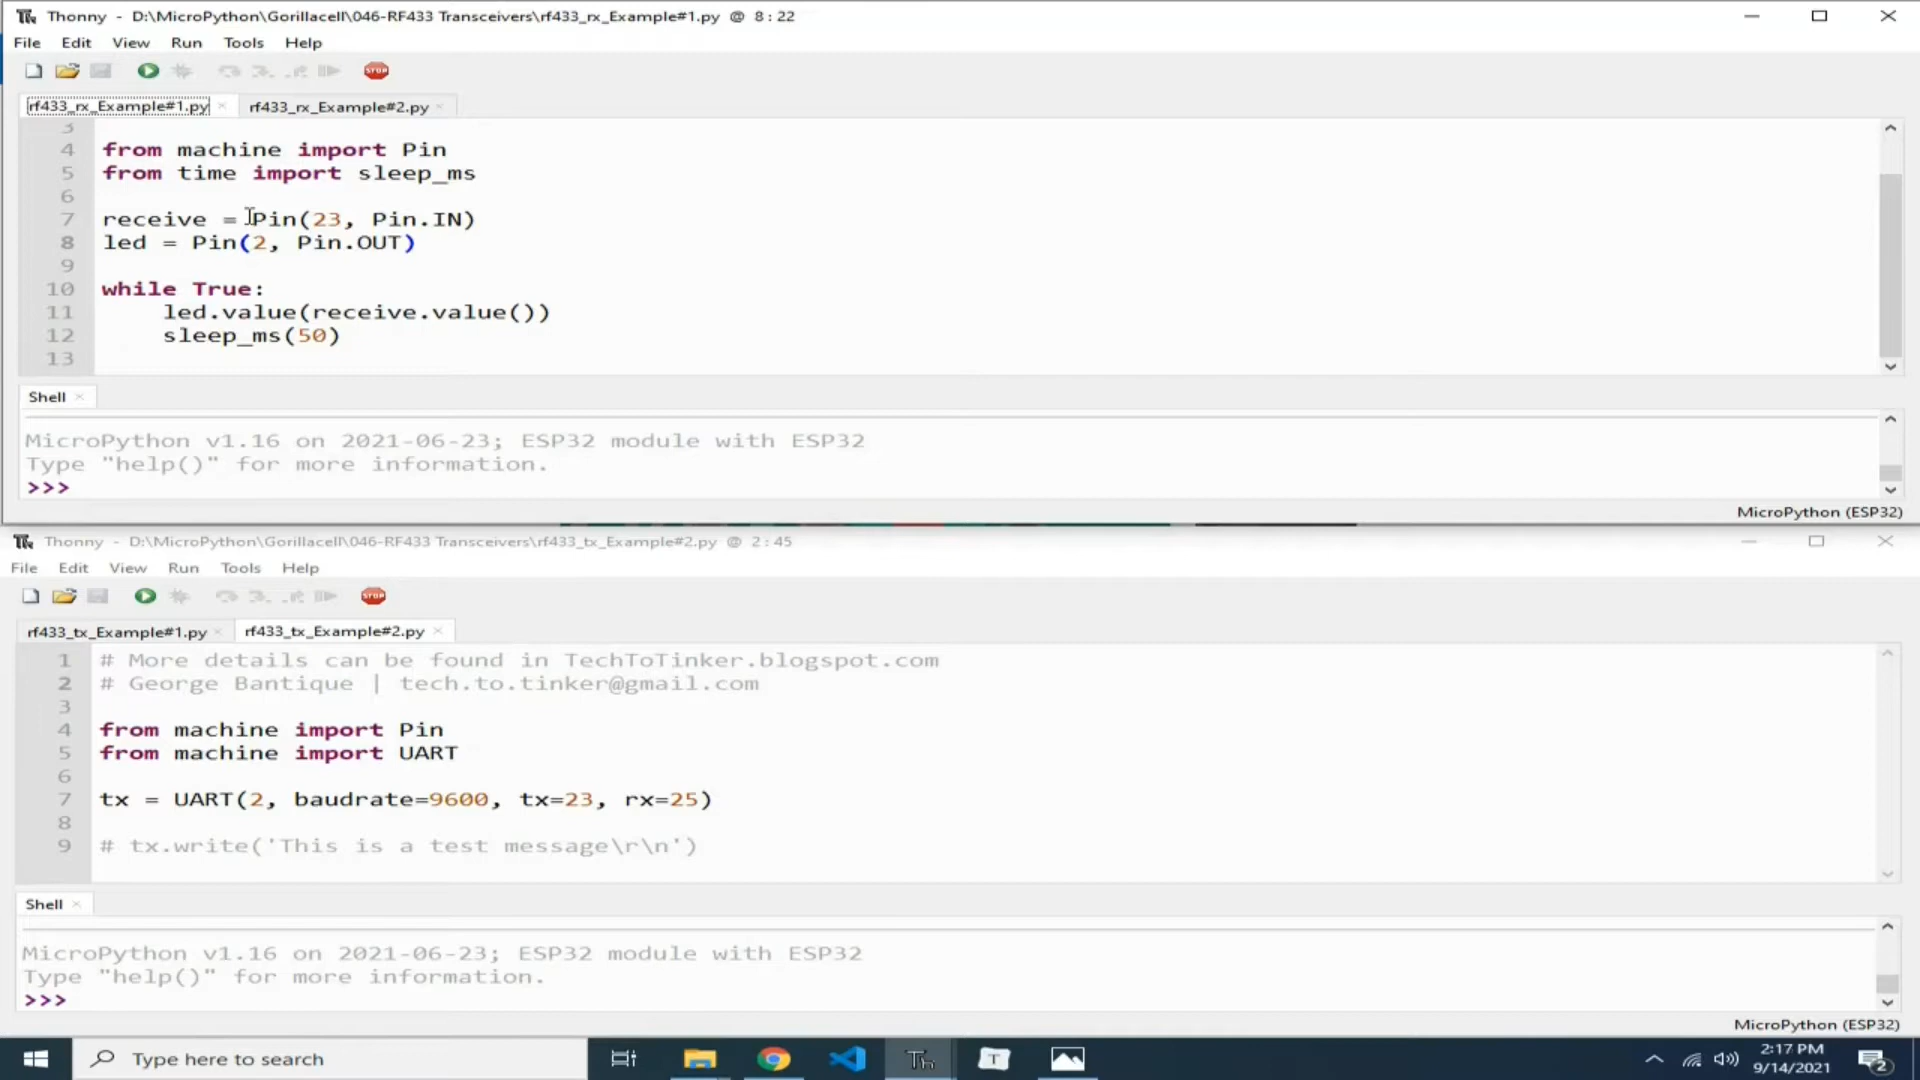 Thonny - D:\MicroPython\Gorillacell\046-RF433 Transceivers\rf433_rx_Example#1.py @ 8:22
File Edit View Run Tools Help
STOP
rf433_rx_Example#1.py rf433_rx_Example#2.py
3
4 from machine import Pin
5 from time import sleep_ms
6
7 receive = Pin(23, Pin.IN)
8 led = Pin(2, Pin.OUT)
9
10 while True:
11 led.value(receive.value())
12 sleep_ms(50)
13
Shell
MicroPython v1.16 on 2021-06-23; ESP32 module with ESP32
Type "help()" for more information.
>>>
MicroPython (ESP32)
Thonny - D:\MicroPython\Gorillacell\046-RF433 Transceivers\rf433_tx_Example#2.py @ 2:45
File Edit View Run Tools Help
STOP
rf433_tx_Example#1.py rf433_tx_Example#2.py
1 # More details can be found in TechToTinker.blogspot.com
2 # George Bantique | tech.to.tinker@gmail.com
3
4 from machine import Pin
5 from machine import UART
6
7 tx = UART(2, baudrate=9600, tx=23, rx=25)
8
9 # tx.write('This is a test message\r\n')
Shell
MicroPython v1.16 on 2021-06-23; ESP32 module with ESP32
Type "help()" for more information.
>>>
MicroPython (ESP32)
Type here to search
Th
T
2:17 PM
9/14/2021
2